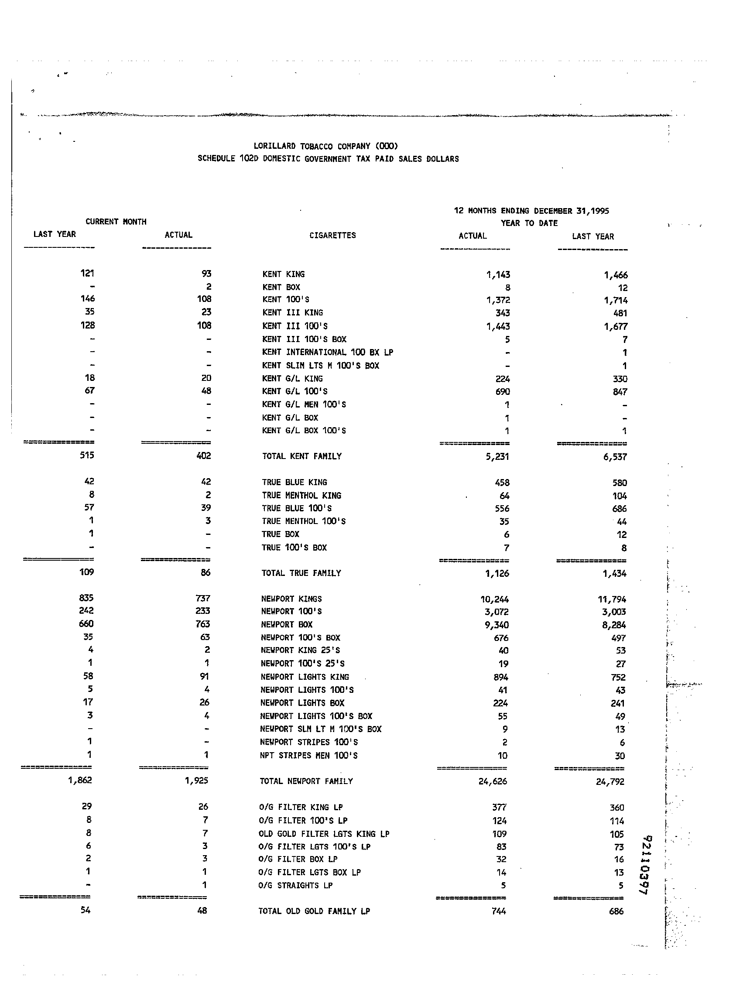 LORILLARD TOBACCO COMPANY (000)
SCHEDULE 102D DOMESTIC GOVERNMENT TAX PAID SALES DOLLARS
12 MONTHS ENDING DECEMBER 31,1995
CURRENT MONTH YEAR TO DATE
LAST YEAR ACTUAL CIGARETTES ACTUAL LAST YEAR
121 93 KENT KING 1,143 1,466
- 2 KENT BOX 8 12
146 108 KENT 100'S 1,372 1,714
35 23 KENT III KING 343 481
128 108 KENT III 100'S 1,443 1,677
- - KENT III 100'S BOX 5 7
- - KENT INTERNATIONAL 100 BX LP - 1
- - KENT SLIM LTS M 100'S BOX - 1
18 20 KENT G/L KING 224 330
67 48 KENT G/L 100'S 690 847
- - KENT G/L MEN 100'S 1 -
- - KENT G/L BOX 1 -
- - KENT G/L BOX 100'S 1 1
515 402 TOTAL KENT FAMILY 5,231 6,537
42 42 TRUE BLUE KING 458 580
8 2 TRUE MENTHOL KING 64 104
57 39 TRUE BLUE 100'S 556 686
1 3 TRUE MENTHOL 100'S 35 44
1 - TRUE BOX 6 12
- - TRUE 100'S BOX 7 8
109 86 TOTAL TRUE FAMILY 1,126 1,434
835 737 NEWPORT KINGS 10,244 11,794
242 233 NEWPORT 100'S 3,072 3,003
660 763 NEWPORT BOX 9,340 8,284
35 63 NEWPORT 100'S BOX 676 497
4 2 NEWPORT KING 25'S 40 53
1 1 NEWPORT 100'S 25'S 19 27
58 91 NEWPORT LIGHTS KING 894 752
5 4 NEWPORT LIGHTS 100'S 41 43
17 26 NEWPORT LIGHTS BOX 224 241
3 4 NEWPORT LIGHTS 100'S BOX 55 49
- - NEWPORT SLM LT M 100'S BOX 9 13
1 - NEWPORT STRIPES 100'S 2 6
1 1 NPT STRIPES MEN 100'S 10 30
1,862 1,925 TOTAL NEWPORT FAMILY 24,626 24,792
29 26 O/G FILTER KING LP 377 360
8 7 O/G FILTER 100'S LP 124 114
8 7 OLD GOLD FILTER LGTS KING LP 109 105
6 3 O/G FILTER LGTS 100'S LP 83 73
2 3 O/G FILTER BOX LP 32 16
1 1 O/G FILTER LGTS BOX LP 14 13
- 1 O/G STRAIGHTS LP 5 5
54 48 TOTAL OLD GOLD FAMILY LP 744 686
92110397